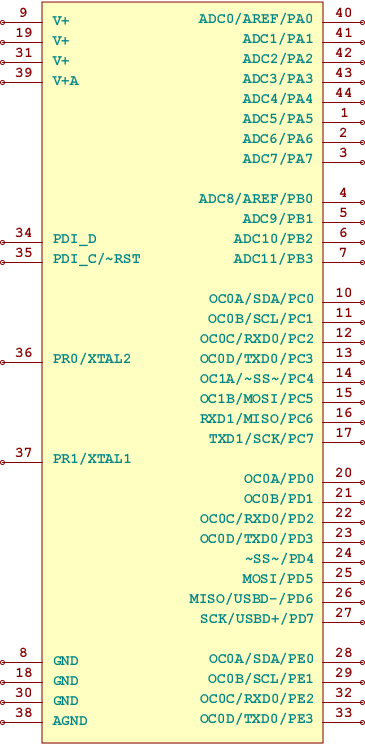 9 V+ ADC0/AREF/PA0 40
19 V+ ADC1/PA1 41
31 V+ ADC2/PA2 42
39 V+A ADC3/PA3 43
ADC4/PA4 44
ADC5/PA5 1
ADC6/PA6 2
ADC7/PA7 3
ADC8/AREF/PB0 4
ADC9/PB1 5
34 PDI_D ADC10/PB2 6
35 PDI_C/~RST ADC11/PB3 7
OC0A/SDA/PC0 10
OC0B/SCL/PC1 11
OC0C/RXD0/PC2 12
36 PR0/XTAL2 OC0D/TXD0/PC3 13
OC1A/~SS~/PC4 14
OC1B/MOSI/PC5 15
RXD1/MISO/PC6 16
TXD1/SCK/PC7 17
37 PR1/XTAL1
OC0A/PD0 20
OC0B/PD1 21
OC0C/RXD0/PD2 22
OC0D/TXD0/PD3 23
~SS~/PD4 24
MOSI/PD5 25
MISO/USBD-/PD6 26
SCK/USBD+/PD7 27
8 GND OC0A/SDA/PE0 28
18 GND OC0B/SCL/PE1 29
30 GND OC0C/RXD0/PE2 32
38 AGND OC0D/TXD0/PE3 33